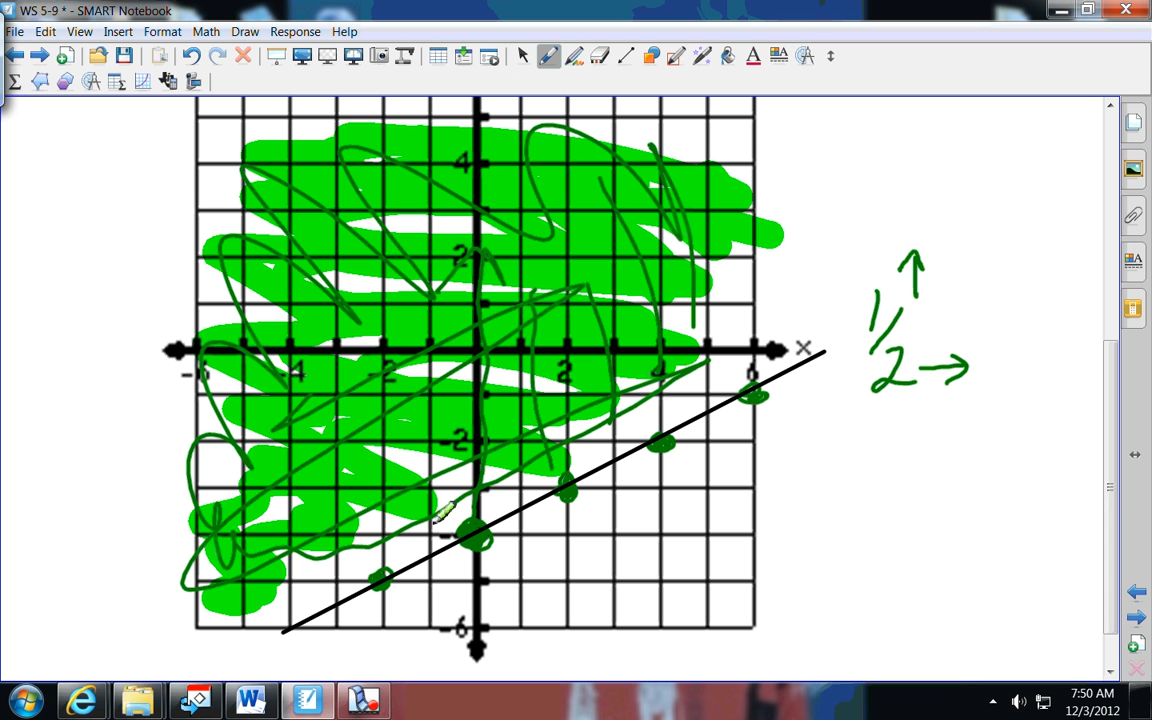 WS 5-9 * - SMART Notebook
File Edit View Insert Format Math Draw Response Help
4
2
-6 -4 -2 2 4 6 x
-2
-6
1/2
7:50 AM
12/3/2012